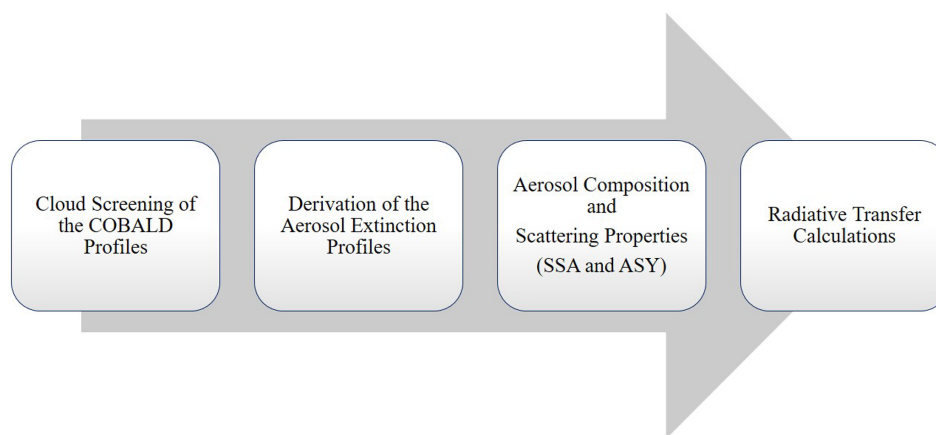 Cloud Screening of
the COBALD
Profiles
Derivation of the
Aerosol Extinction
Profiles
Aerosol Composition
and
Scattering Properties
(SSA and ASY)
Radiative Transfer
Calculations